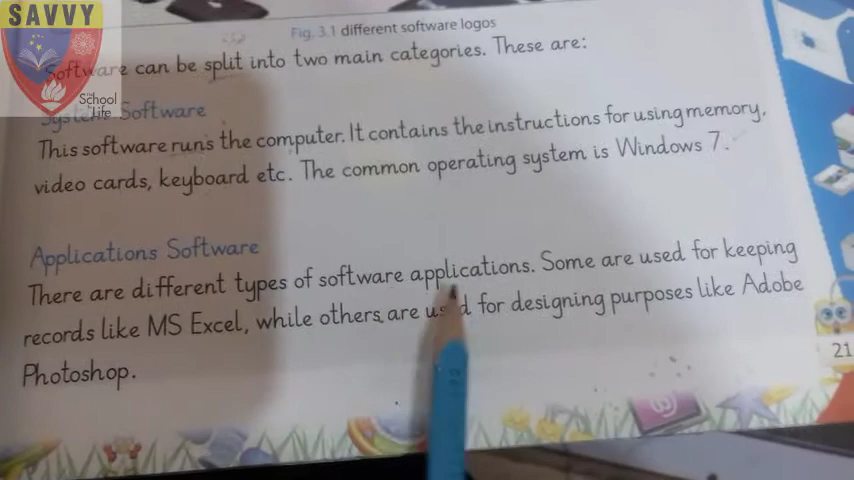 SAVVY
The School of Life
Fig. 3.1 different software logos
Software can be split into two main categories. These are:
System Software
This software runs the computer. It contains the instructions for using memory,
video cards, keyboard etc. The common operating system is Windows 7.
Applications Software
There are different types of software applications. Some are used for keeping
records like MS Excel, while others are used for designing purposes like Adobe
Photoshop.
21